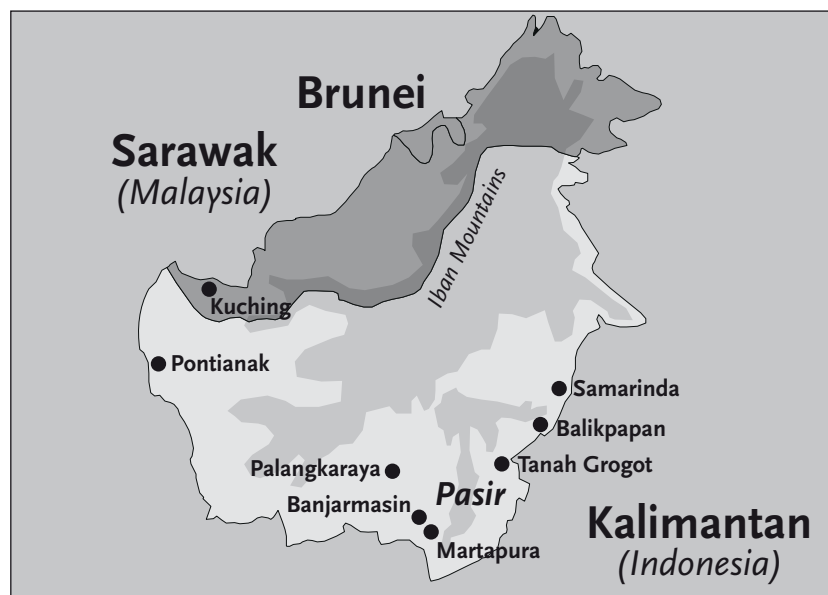 Brunei
Sarawak
(Malaysia)
Iban Mountains
Kuching
Pontianak
Samarinda
Balikpapan
Tanah Grogot
Palangkaraya
Pasir
Banjarmasin
Martapura
Kalimantan
(Indonesia)